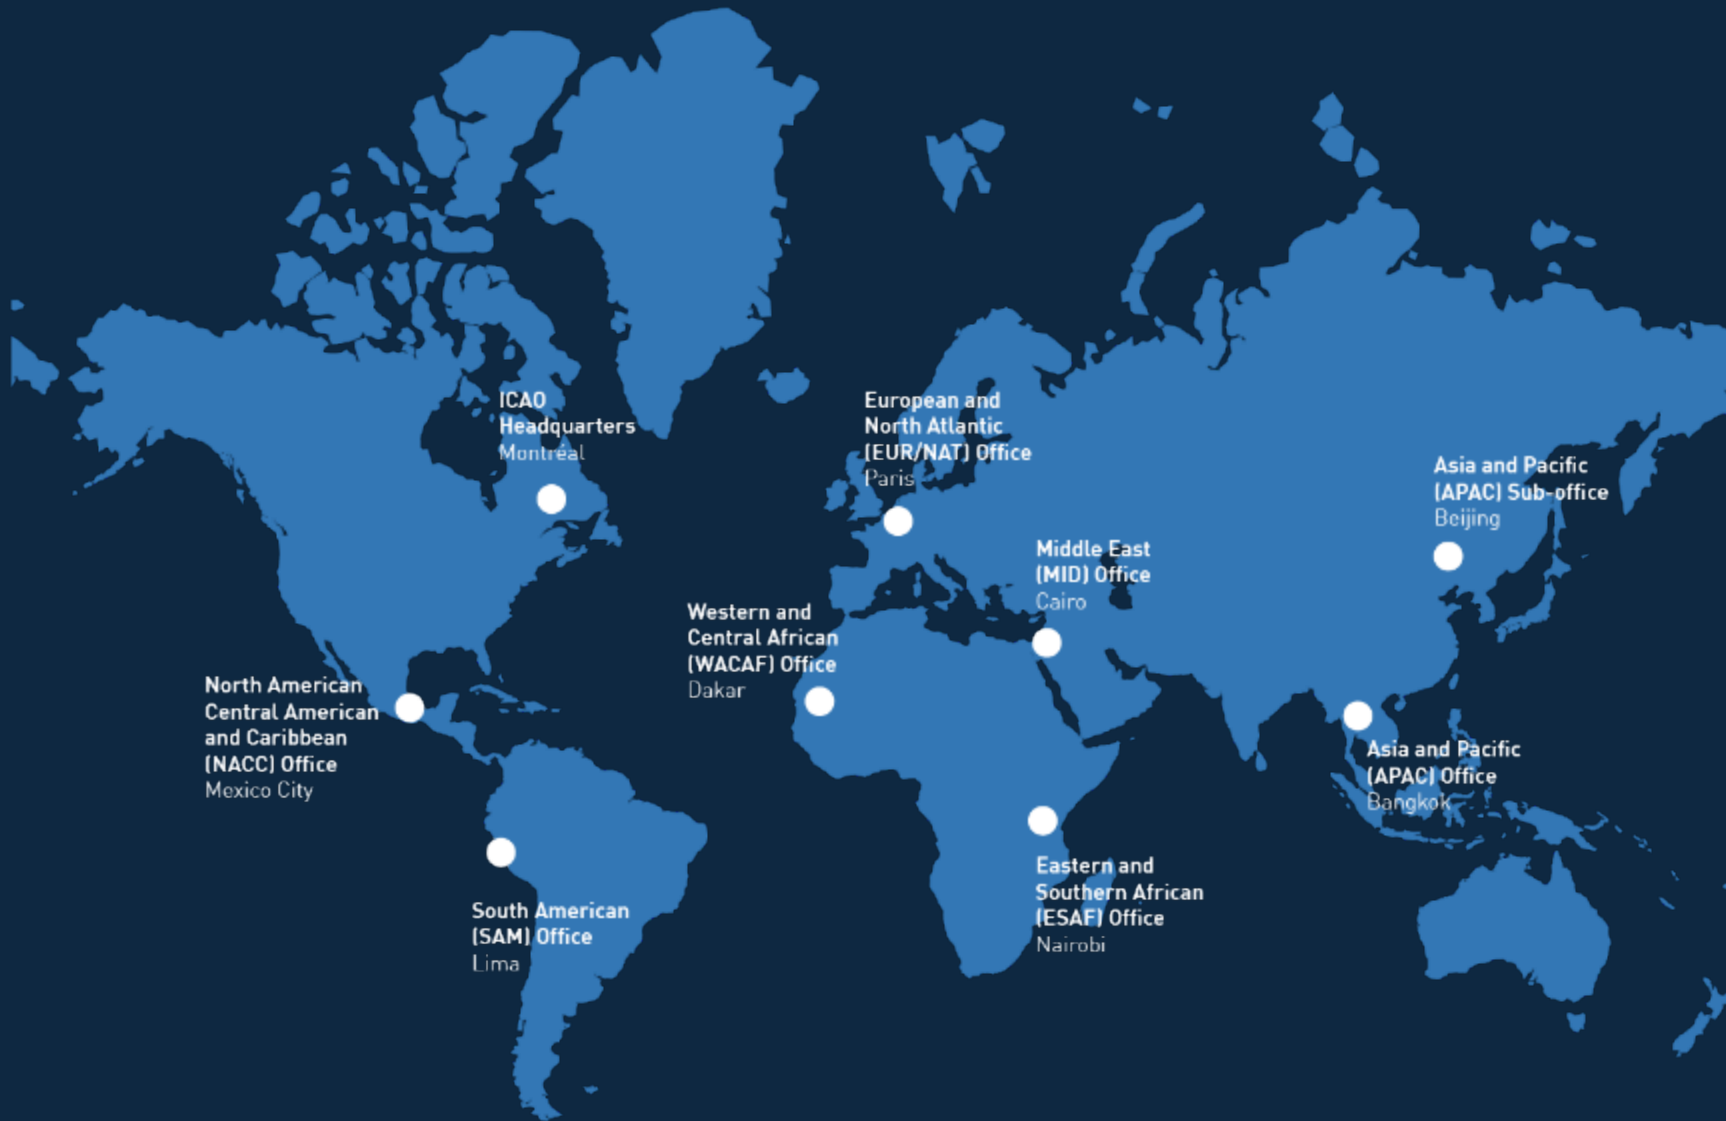 ICAO
Headquarters
Montréal
European and
North Atlantic
(EUR/NAT) Office
Paris
Asia and Pacific
(APAC) Sub-office
Beijing
Middle East
(MID) Office
Cairo
Western and
Central African
(WACAF) Office
Dakar
North American
Central American
and Caribbean
(NACC) Office
Mexico City
Asia and Pacific
(APAC) Office
Bangkok
Eastern and
Southern African
(ESAF) Office
Nairobi
South American
(SAM) Office
Lima